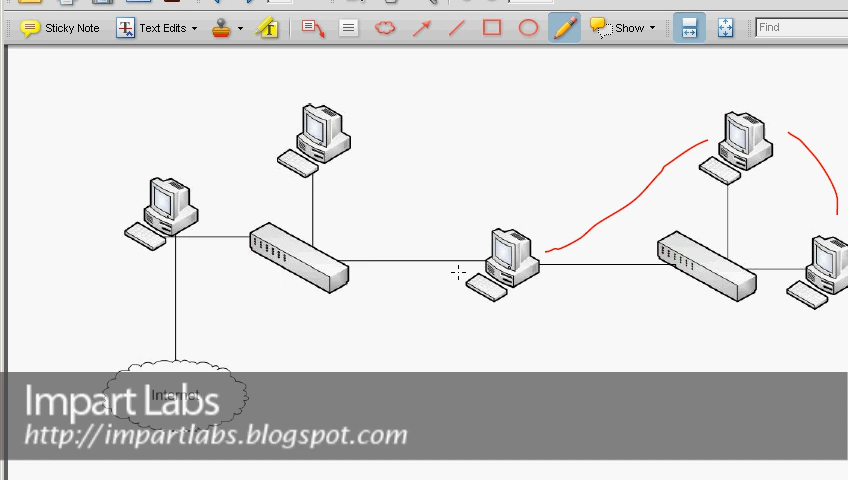 Sticky Note
Text Edits
T
Show
Find
Internet
Impart Labs
http://impartlabs.blogspot.com